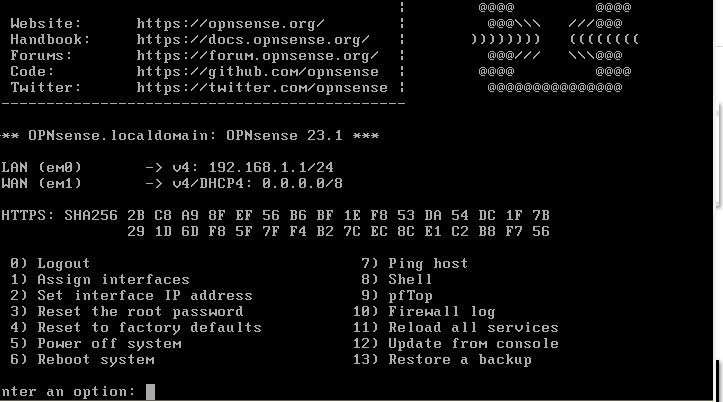 |      @@@@         @@@@
Website:      https://opnsense.org/        |       @@@\\\   ///@@@
Handbook:     https://docs.opnsense.org/   |     ))))))))   ((((((((
Forums:       https://forum.opnsense.org/  |       @@@///   \\\@@@
Code:         https://github.com/opnsense  |      @@@@         @@@@
Twitter:      https://twitter.com/opnsense |       @@@@@@@@@@@@@@@
----------------------------------------------
*** OPNsense.localdomain: OPNsense 23.1 ***
LAN (em0)       -> v4: 192.168.1.1/24
WAN (em1)       -> v4/DHCP4: 0.0.0.0/8
HTTPS: SHA256 2B C8 A9 8F EF 56 B6 BF 1E F8 53 DA 54 DC 1F 7B
29 1D 6D F8 5F 7F F4 B2 7C EC 8C E1 C2 B8 F7 56
0) Logout                              7) Ping host
1) Assign interfaces                   8) Shell
2) Set interface IP address            9) pfTop
3) Reset the root password            10) Firewall log
4) Reset to factory defaults          11) Reload all services
5) Power off system                   12) Update from console
6) Reboot system                      13) Restore a backup
nter an option: